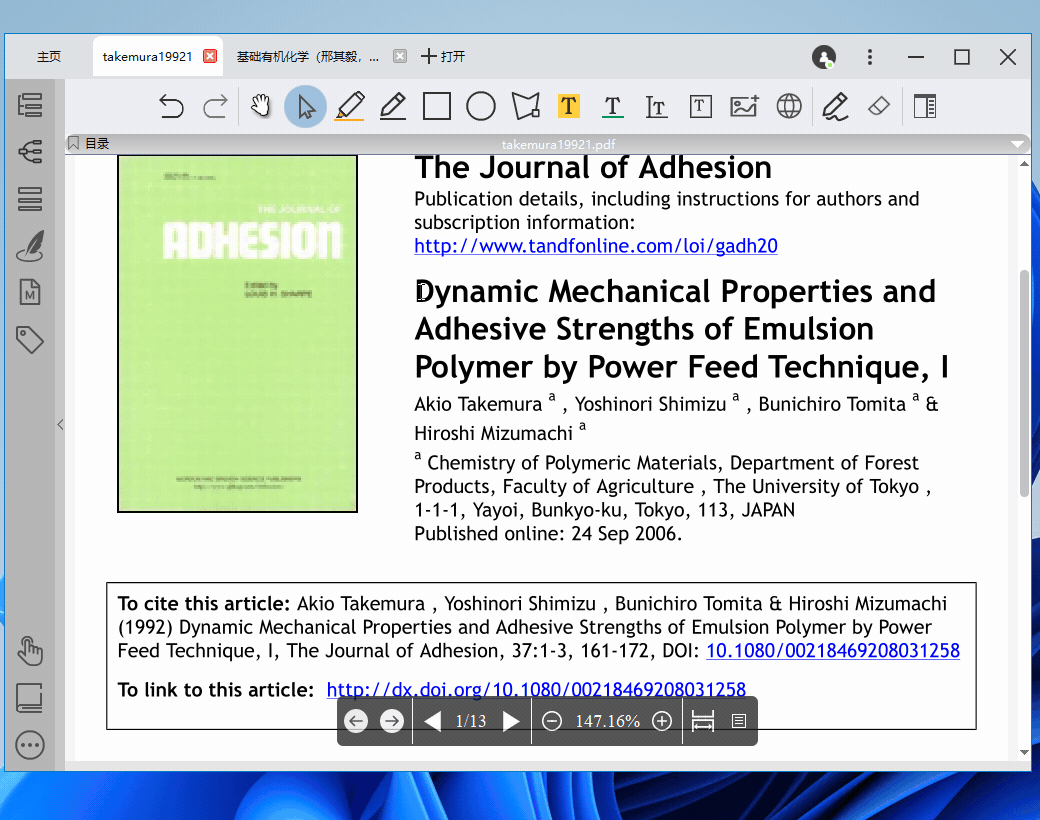 主页
takemura19921
基础有机化学（邢其毅，...
打开
目录
takemura19921.pdf
THE JOURNAL OF
ADHESION
Edited by
LOUIS H. SHARPE
The Journal of Adhesion
Publication details, including instructions for authors and
subscription information:
http://www.tandfonline.com/loi/gadh20
Dynamic Mechanical Properties and
Adhesive Strengths of Emulsion
Polymer by Power Feed Technique, I
Akio Takemura a , Yoshinori Shimizu a , Bunichiro Tomita a &
Hiroshi Mizumachi a
a Chemistry of Polymeric Materials, Department of Forest
Products, Faculty of Agriculture , The University of Tokyo ,
1-1-1, Yayoi, Bunkyo-ku, Tokyo, 113, JAPAN
Published online: 24 Sep 2006.
To cite this article: Akio Takemura , Yoshinori Shimizu , Bunichiro Tomita & Hiroshi Mizumachi
(1992) Dynamic Mechanical Properties and Adhesive Strengths of Emulsion Polymer by Power
Feed Technique, I, The Journal of Adhesion, 37:1-3, 161-172, DOI: 10.1080/00218469208031258
To link to this article: http://dx.doi.org/10.1080/00218469208031258
1/13
147.16%